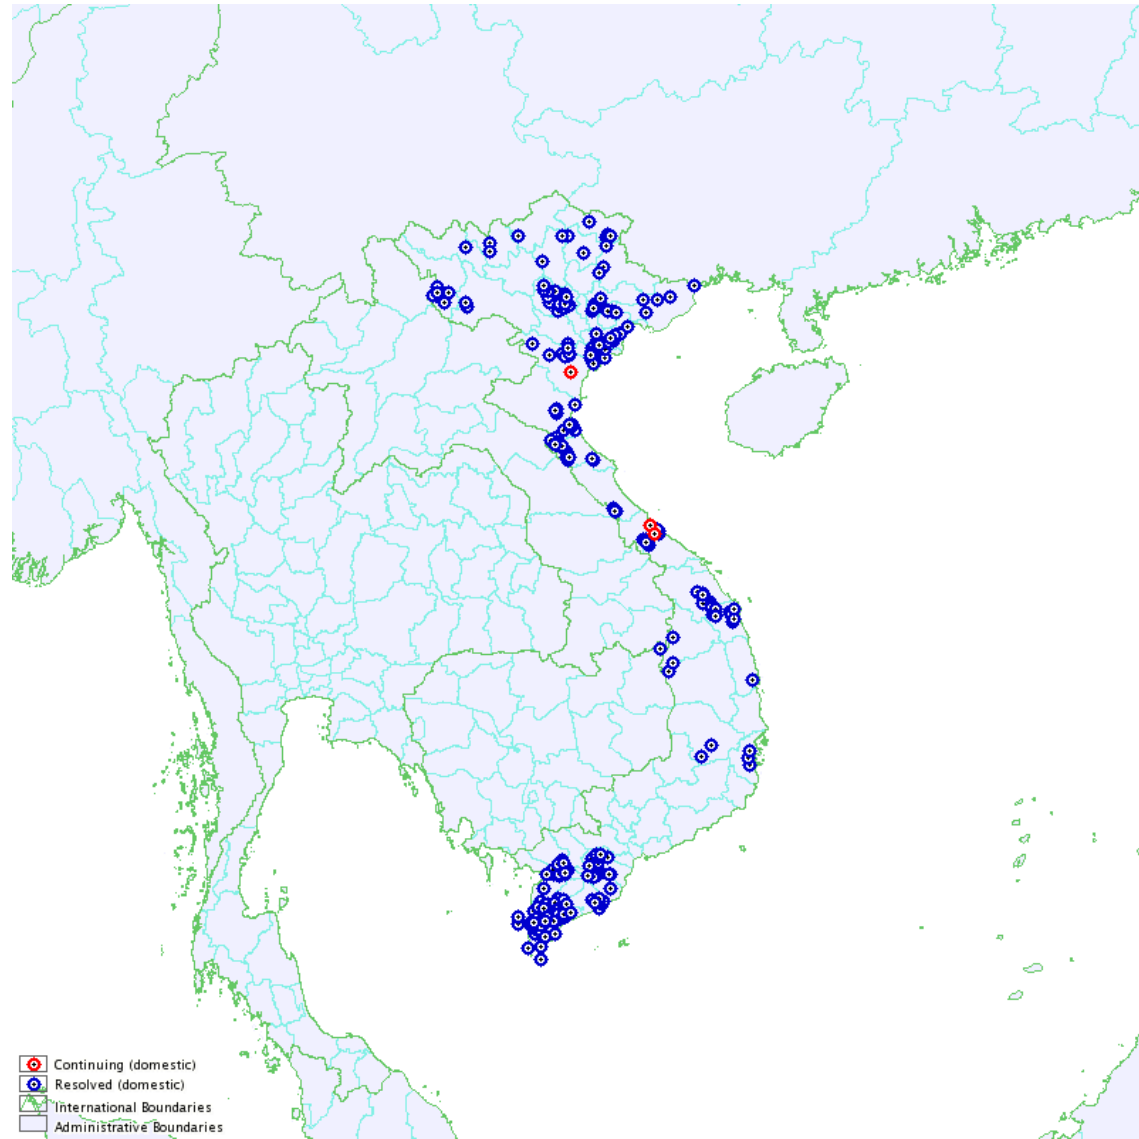 Continuing (domestic)
Resolved (domestic)
International Boundaries
Administrative Boundaries